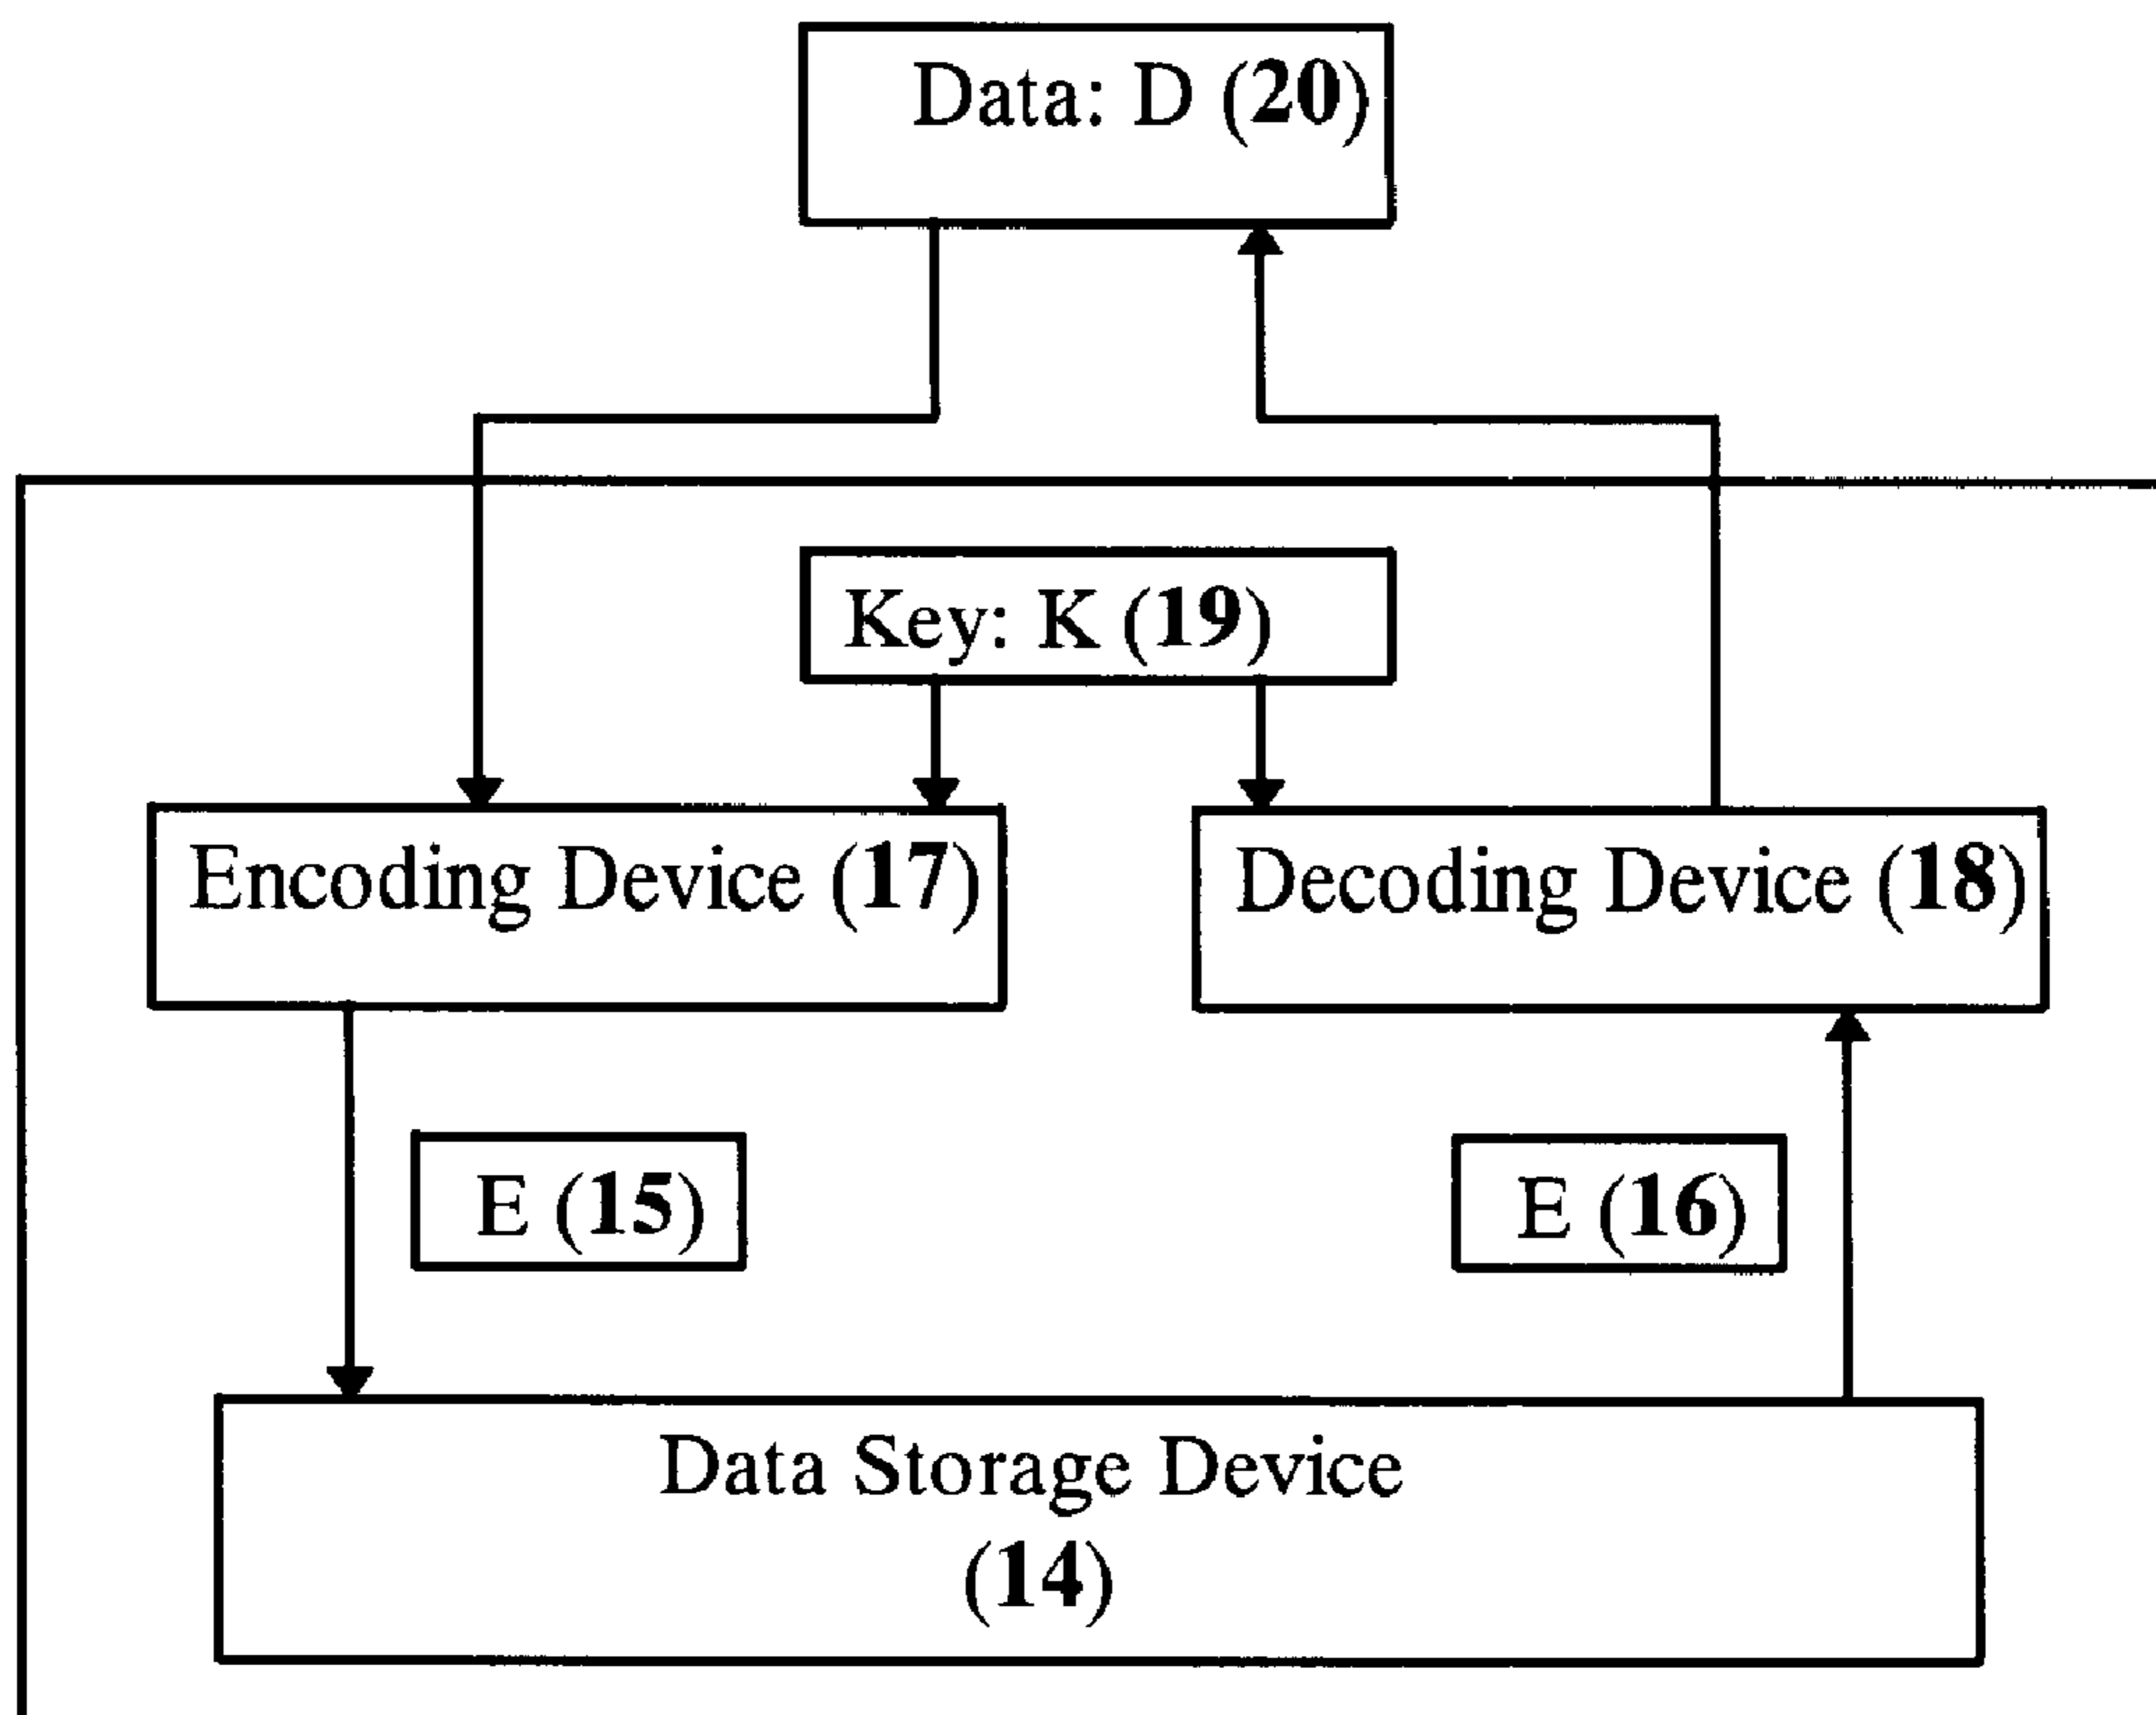 Data: D (20)
Key: K (19)
Encoding Device (17)
Decoding Device (18)
E (15)
E (16)
Data Storage Device
(14)